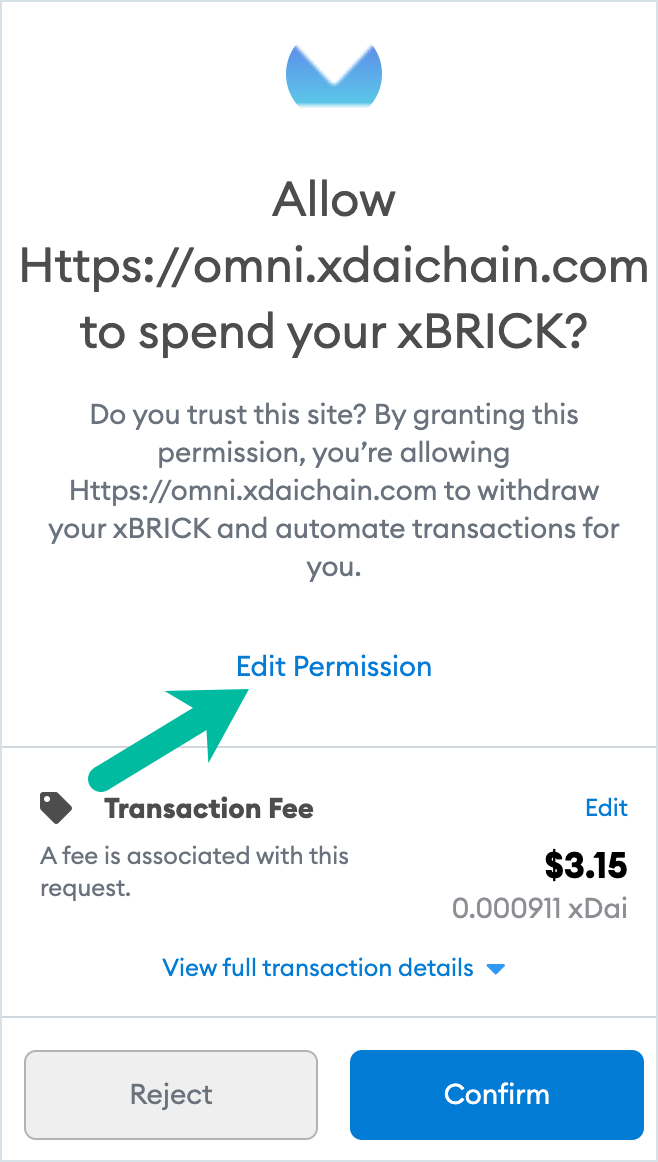 Allow
Https://omni.xdaichain.com
to spend your xBRICK?
Do you trust this site? By granting this
permission, you’re allowing
Https://omni.xdaichain.com to withdraw
your xBRICK and automate transactions for
you.
Edit Permission
Transaction Fee
Edit
A fee is associated with this
request.
$3.15
0.000911 xDai
View full transaction details
Reject
Confirm